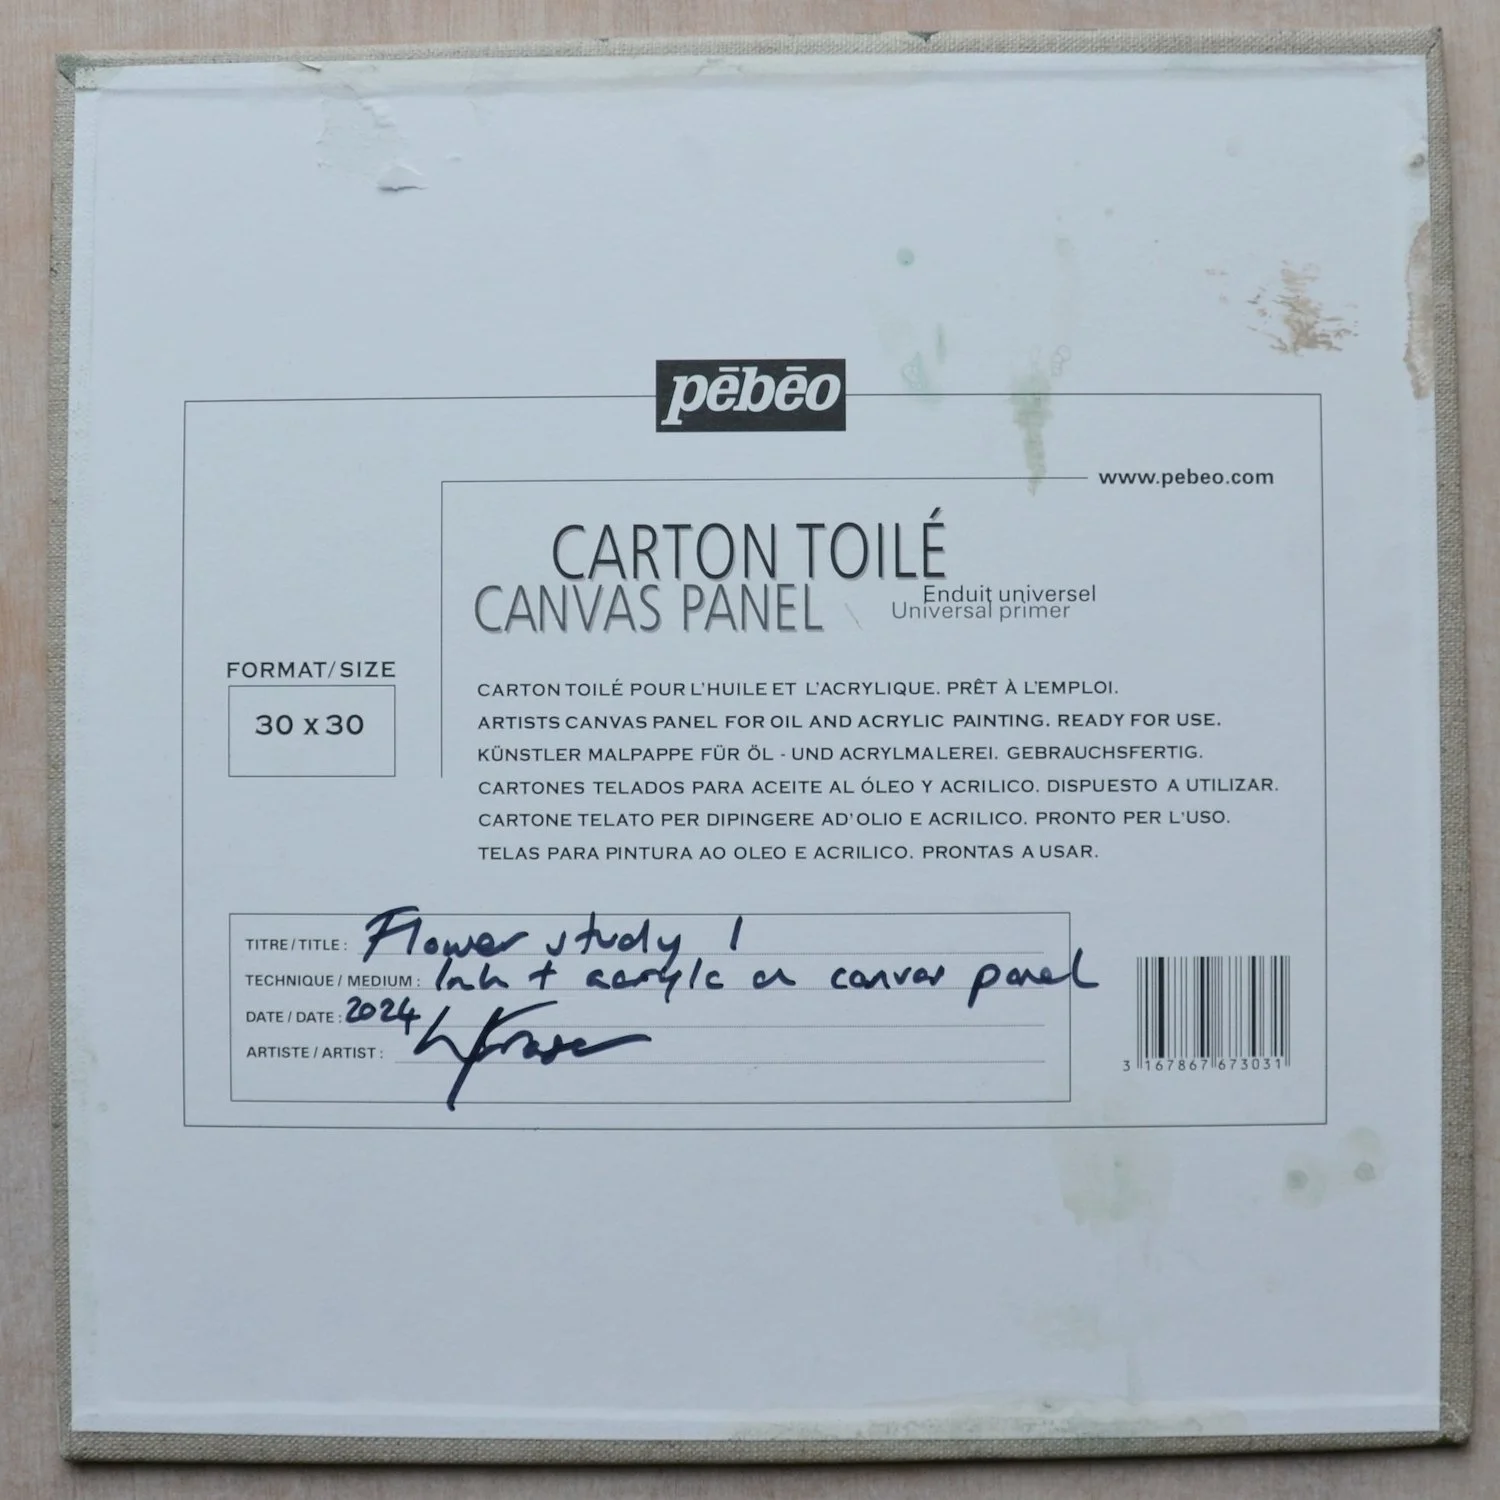 pēbēo
www.pebeo.com
CARTON TOILÉ
CANVAS PANEL
Enduit universel
Universal primer
FORMAT/SIZE
30 x 30
CARTON TOILÉ POUR L'HUILE ET L'ACRYLIQUE. PRÊT À L'EMPLOI.
ARTISTS CANVAS PANEL FOR OIL AND ACRYLIC PAINTING. READY FOR USE.
KÜNSTLER MALPAPPE FÜR ÖL - UND ACRYLMALEREI. GEBRAUCHSFERTIG.
CARTONES TELADOS PARA ACEITE AL ÓLEO Y ACRILICO. DISPUESTO A UTILIZAR.
CARTONE TELATO PER DIPINGERE AD'OLIO E ACRILICO. PRONTO PER L'USO.
TELAS PARA PINTURA AO OLEO E ACRILICO. PRONTAS A USAR.
TITRE/TITLE: Flower study 1
TECHNIQUE/MEDIUM: Ink + acrylc on canvas panel
DATE/DATE: 2024
ARTISTE/ARTIST:
3 167867 673031